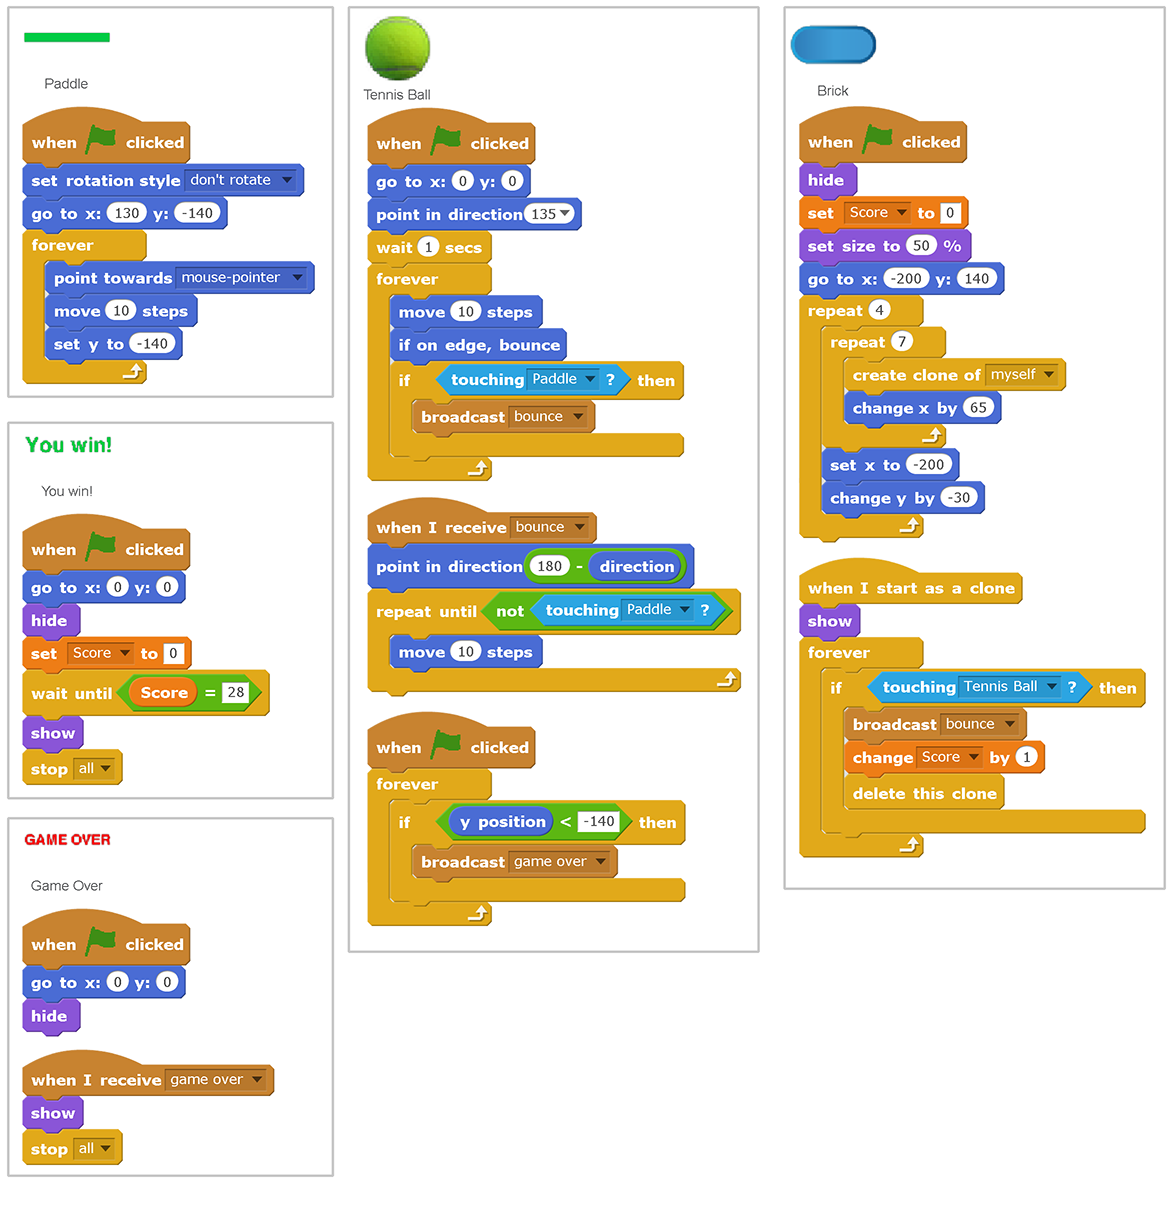 Paddle
when clicked
set rotation style don't rotate
go to x: 130 y: -140
forever
point towards mouse-pointer
move 10 steps
set y to -140
You win!
You win!
when clicked
go to x: 0 y: 0
hide
set Score to 0
wait until Score = 28
show
stop all
GAME OVER
Game Over
when clicked
go to x: 0 y: 0
hide
when I receive game over
show
stop all
Tennis Ball
when clicked
go to x: 0 y: 0
point in direction 135
wait 1 secs
forever
move 10 steps
if on edge, bounce
if touching Paddle ? then
broadcast bounce
when I receive bounce
point in direction 180 - direction
repeat until not touching Paddle ?
move 10 steps
when clicked
forever
if y position < -140 then
broadcast game over
Brick
when clicked
hide
set Score to 0
set size to 50 %
go to x: -200 y: 140
repeat 4
repeat 7
create clone of myself
change x by 65
set x to -200
change y by -30
when I start as a clone
show
forever
if touching Tennis Ball ? then
broadcast bounce
change Score by 1
delete this clone